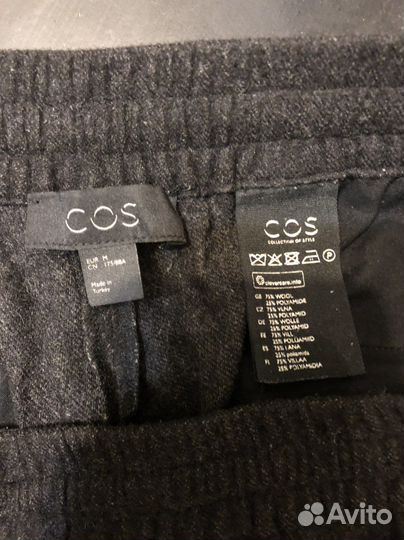 COS
EUR M
CN 175/88A
Made in
Turkey
COS
COLLECTION OF STYLE
clevercare.info
GB 75% WOOL
25% POLYAMIDE
CZ 75% VLNA
25% POLYAMID
DE 75% WOLLE
25% POLYAMID
EE 75% VILL
25% POLÜAMIID
ES 75% LANA
25% poliamida
FI 75% VILLAA
25% POLYAMIDIA
Avito